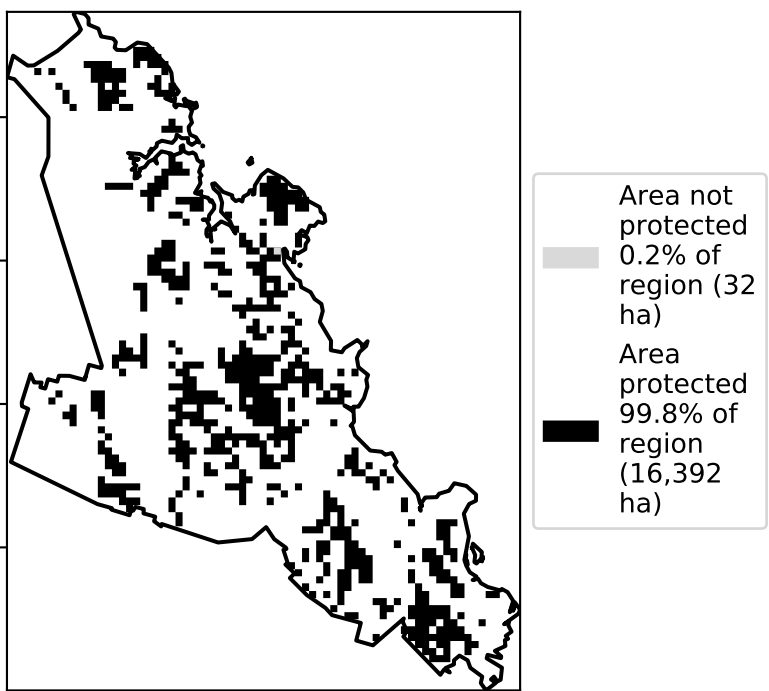 Area not
protected
0.2% of
region (32
ha)
Area
protected
99.8% of
region
(16,392
ha)